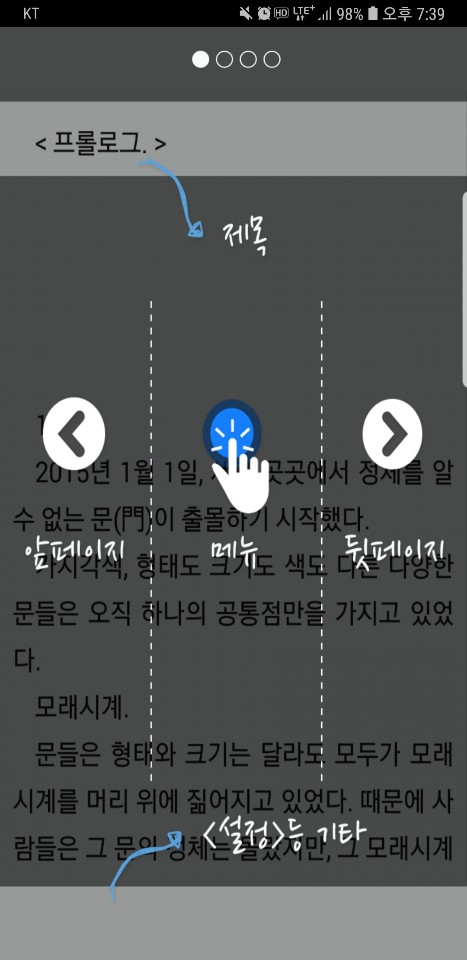 KT HD LTE+ 98% 오후 7:39
< 프롤로그. >
제목
1
2015년 1월 1일, 곳곳에서 정체를 알
수 없는 문(門)이 출몰하기 시작했다.
앞페이지 메뉴 뒷페이지
가지각색, 형태도 크기도 색도 다른 다양한
문들은 오직 하나의 공통점만을 가지고 있었
다.
모래시계.
문들은 형태와 크기는 달라도 모두가 모래
시계를 머리 위에 짊어지고 있었다. 때문에 사
<설정>등 기타
람들은 그 문의 정체는 몰랐지만, 그 모래시계